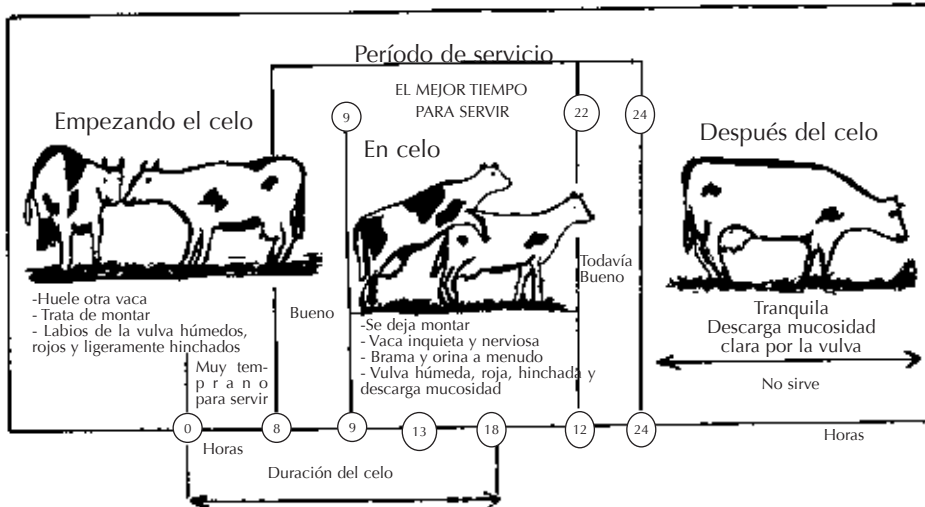 Período de servicio
EL MEJOR TIEMPO
PARA SERVIR
9
22
24
Empezando el celo
En celo
Después del celo
-Huele otra vaca
- Trata de montar
- Labios de la vulva húmedos,
rojos y ligeramente hinchados
Muy tem-
prano
para servir
Bueno
-Se deja montar
- Vaca inquieta y nerviosa
- Brama y orina a menudo
- Vulva húmeda, roja, hinchada y
descarga mucosidad
Todavía
Bueno
Tranquila
Descarga mucosidad
clara por la vulva
No sirve
0
8
9
13
18
12
24
Horas
Horas
Duración del celo